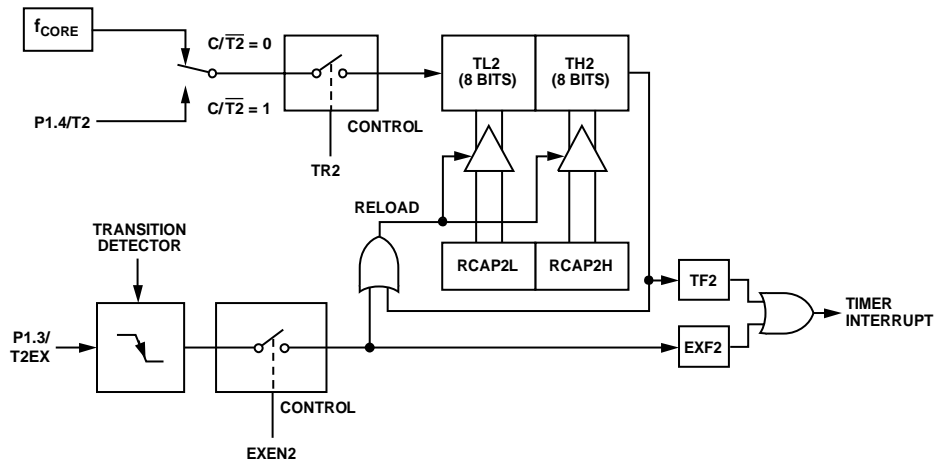 fCORE
C/T2̅ = 0
TL2
(8 BITS)
TH2
(8 BITS)
C/T2̅ = 1
P1.4/T2
CONTROL
TR2
RELOAD
TRANSITION
DETECTOR
RCAP2L
RCAP2H
TF2
TIMER
INTERRUPT
P1.3/
T2EX
EXF2
CONTROL
EXEN2